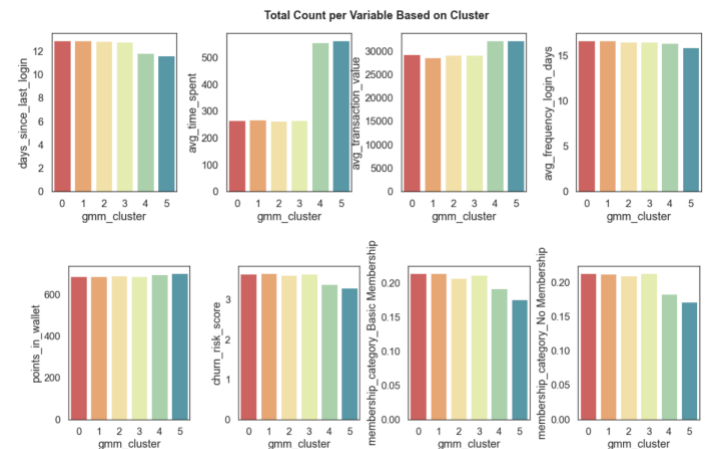 Total Count per Variable Based on Cluster
days_since_last_login
12
10
8
6
4
2
0
0 1 2 3 4 5
gmm_cluster
avg_time_spent
500
400
300
200
100
0
0 1 2 3 4 5
gmm_cluster
avg_transaction_value
30000
25000
20000
15000
10000
5000
0
0 1 2 3 4 5
gmm_cluster
avg_frequency_login_days
15
10
5
0
0 1 2 3 4 5
gmm_cluster
points_in_wallet
600
400
200
0
0 1 2 3 4 5
gmm_cluster
churn_risk_score
3
2
1
0
0 1 2 3 4 5
gmm_cluster
membership_category_Basic Membership
0.20
0.15
0.10
0.05
0.00
0 1 2 3 4 5
gmm_cluster
membership_category_No Membership
0.20
0.15
0.10
0.05
0.00
0 1 2 3 4 5
gmm_cluster